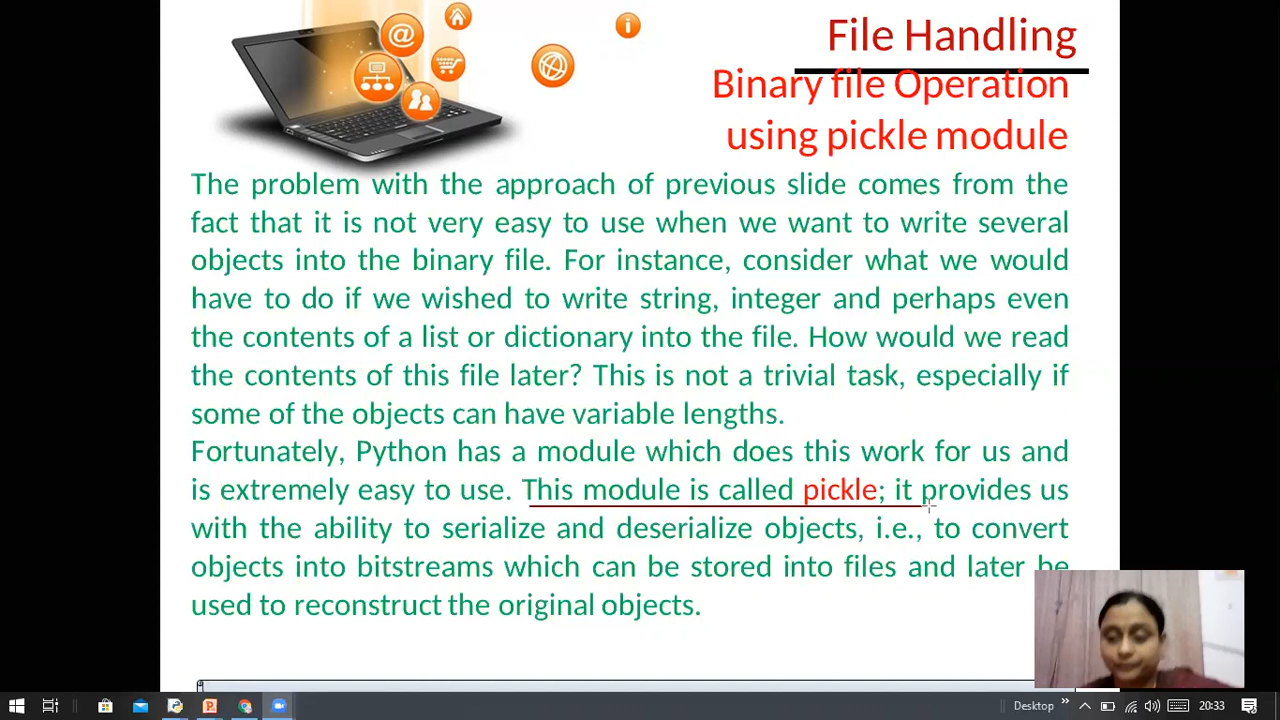 File Handling
Binary file Operation
using pickle module
The problem with the approach of previous slide comes from the
fact that it is not very easy to use when we want to write several
objects into the binary file. For instance, consider what we would
have to do if we wished to write string, integer and perhaps even
the contents of a list or dictionary into the file. How would we read
the contents of this file later? This is not a trivial task, especially if
some of the objects can have variable lengths.
Fortunately, Python has a module which does this work for us and
is extremely easy to use. This module is called pickle; it provides us
with the ability to serialize and deserialize objects, i.e., to convert
objects into bitstreams which can be stored into files and later be
used to reconstruct the original objects.
Desktop
20:33